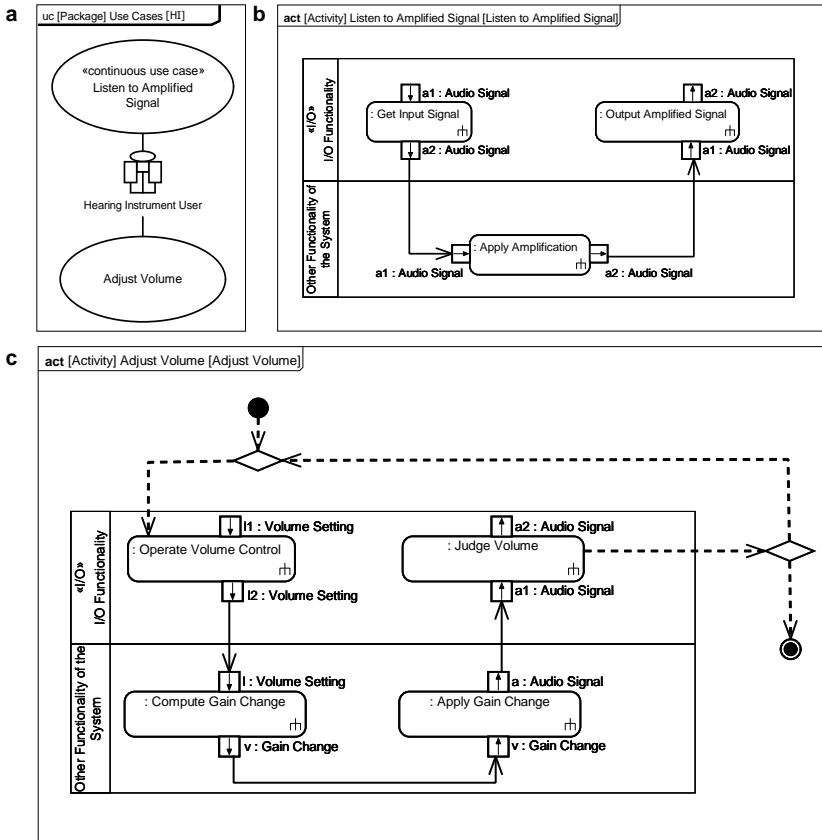 a
uc [Package] Use Cases [HI]
«continuous use case»
Listen to Amplified
Signal
Hearing Instrument User
Adjust Volume
b
act [Activity] Listen to Amplified Signal [Listen to Amplified Signal]
«I/O»
I/O Functionality
a1 : Audio Signal
: Get Input Signal
a2 : Audio Signal
a2 : Audio Signal
: Output Amplified Signal
a1 : Audio Signal
Other Functionality of
the System
: Apply Amplification
a1 : Audio Signal
a2 : Audio Signal
c
act [Activity] Adjust Volume [Adjust Volume]
«I/O»
I/O Functionality
l1 : Volume Setting
: Operate Volume Control
l2 : Volume Setting
a2 : Audio Signal
: Judge Volume
a1 : Audio Signal
Other Functionality of the
System
l : Volume Setting
: Compute Gain Change
v : Gain Change
a : Audio Signal
: Apply Gain Change
v : Gain Change